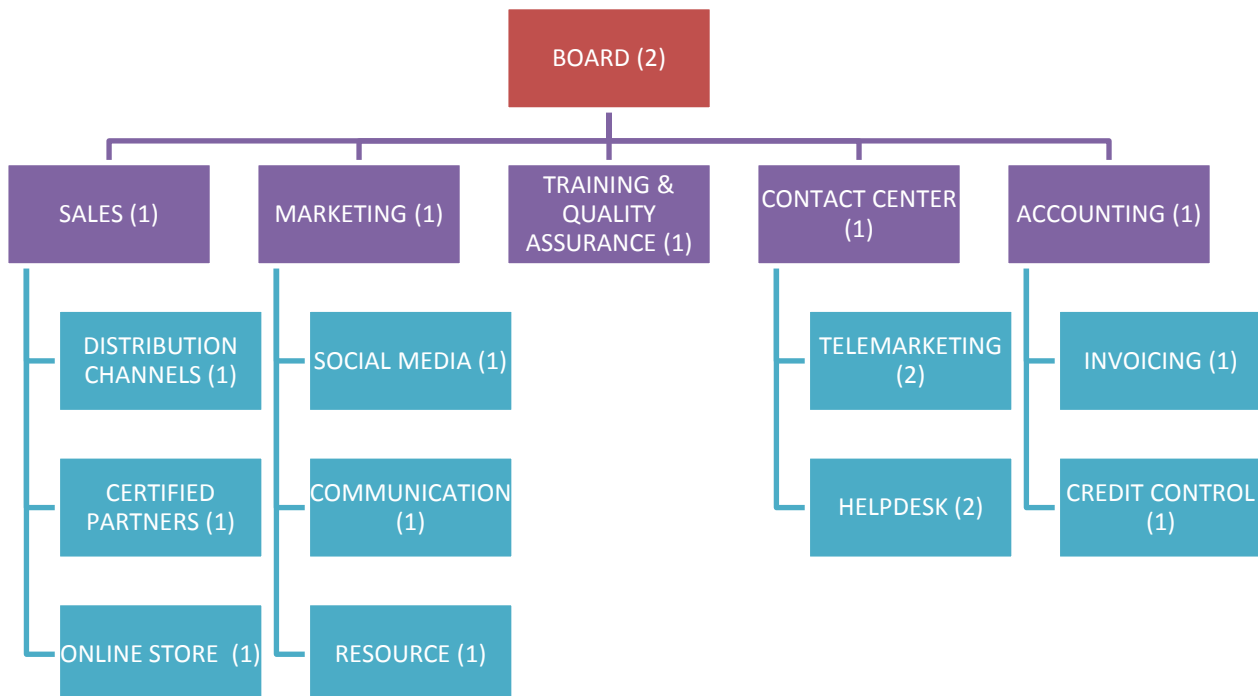 BOARD (2)
SALES (1)
MARKETING (1)
TRAINING &
QUALITY
ASSURANCE (1)
CONTACT CENTER
(1)
ACCOUNTING (1)
DISTRIBUTION
CHANNELS (1)
SOCIAL MEDIA (1)
TELEMARKETING
(2)
INVOICING (1)
CERTIFIED
PARTNERS (1)
COMMUNICATION
(1)
HELPDESK (2)
CREDIT CONTROL
(1)
ONLINE STORE  (1)
RESOURCE (1)